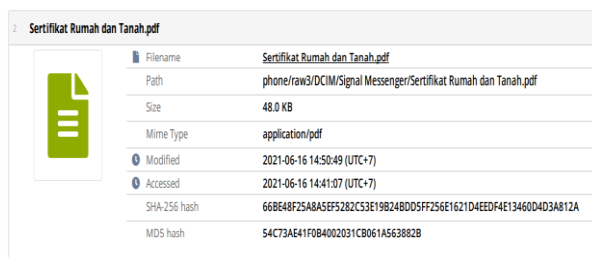 2 Sertifikat Rumah dan Tanah.pdf
Filename Sertifikat Rumah dan Tanah.pdf
Path phone/raw3/DCIM/Signal Messenger/Sertifikat Rumah dan Tanah.pdf
Size 48.0 KB
Mime Type application/pdf
Modified 2021-06-16 14:50:49 (UTC+7)
Accessed 2021-06-16 14:41:07 (UTC+7)
SHA-256 hash 66BE48F25A8A5EF5282C53E19B24BDD5FF256E1621D4EEDF4E13460D4D3A812A
MD5 hash 54C73AE41F0B4002031CB061A563882B